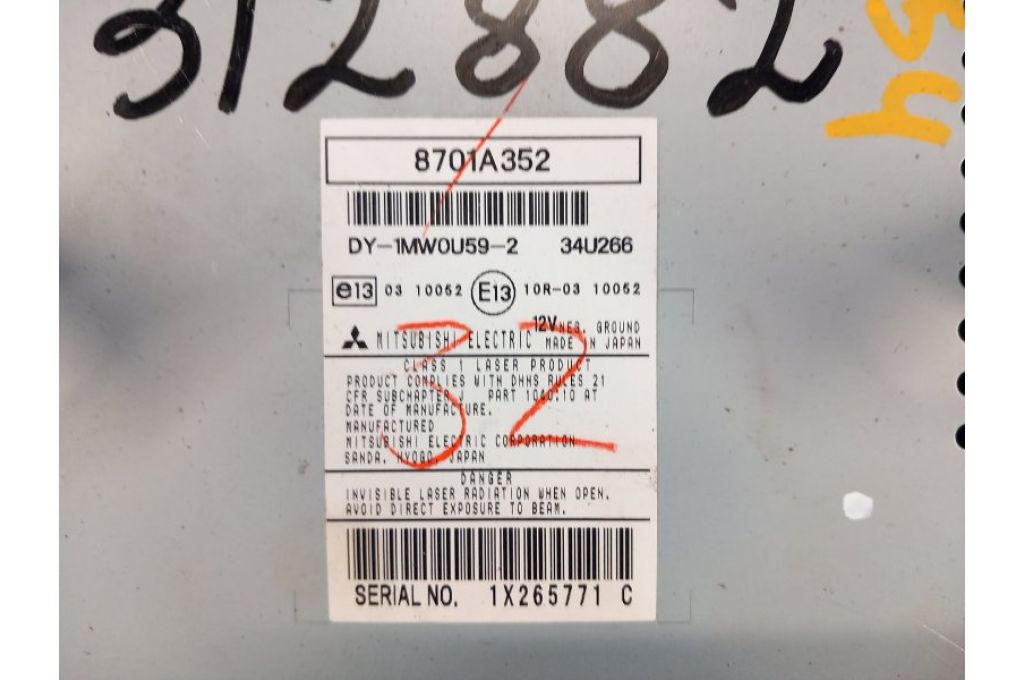 312882
8701A352
DY-1MW0U59-2 34U266
e13 03 10052 E13 10R-03 10052
12V NEG. GROUND
MITSUBISHI ELECTRIC MADE IN JAPAN
32
CLASS 1 LASER PRODUCT
PRODUCT COMPLIES WITH DHHS RULES 21
CFR SUBCHAPTER J PART 1040.10 AT
DATE OF MANUFACTURE.
MANUFACTURED
MITSUBISHI ELECTRIC CORPORATION
SANDA, HYOGO, JAPAN
DANGER
INVISIBLE LASER RADIATION WHEN OPEN.
AVOID DIRECT EXPOSURE TO BEAM.
SERIAL NO. 1X265771 C